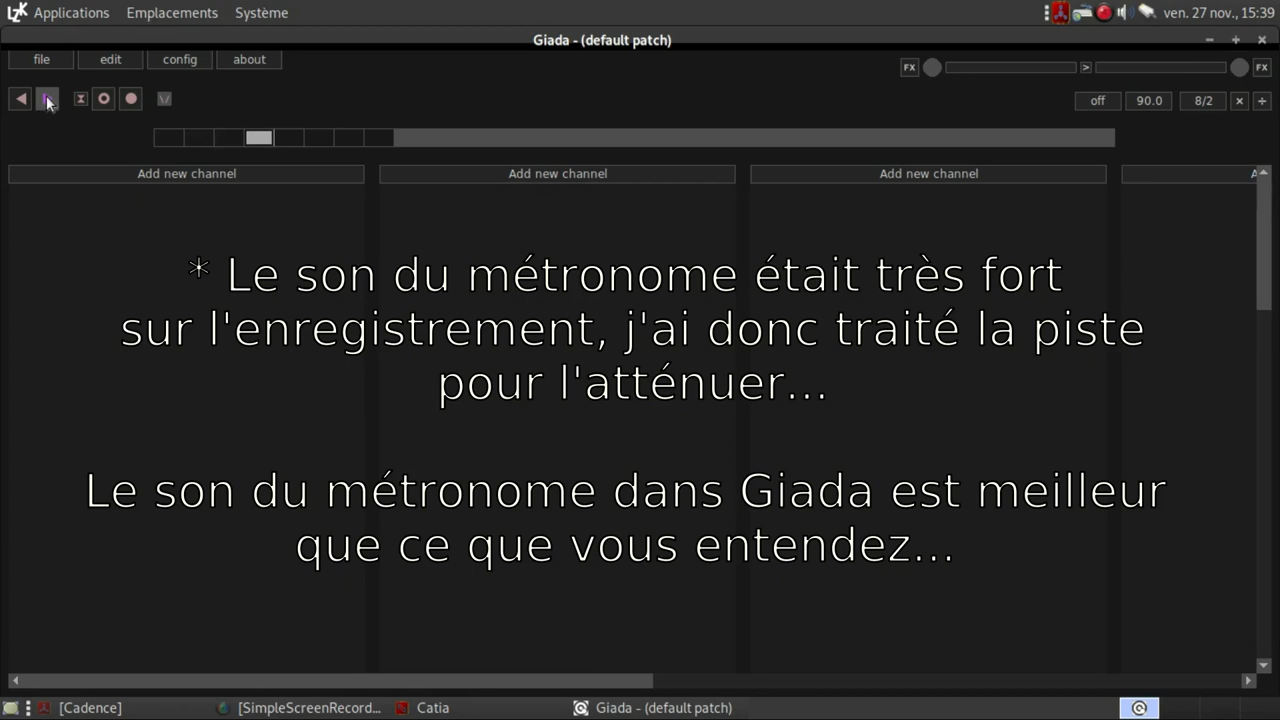 Applications Emplacements Système ven. 27 nov., 15:39
Giada - (default patch)
file edit config about
FX > FX
off 90.0 8/2 × ÷
Add new channel Add new channel Add new channel A
* Le son du métronome était très fort
sur l'enregistrement, j'ai donc traité la piste
pour l'atténuer...
Le son du métronome dans Giada est meilleur
que ce que vous entendez...
[Cadence] [SimpleScreenRecord... Catia Giada - (default patch)